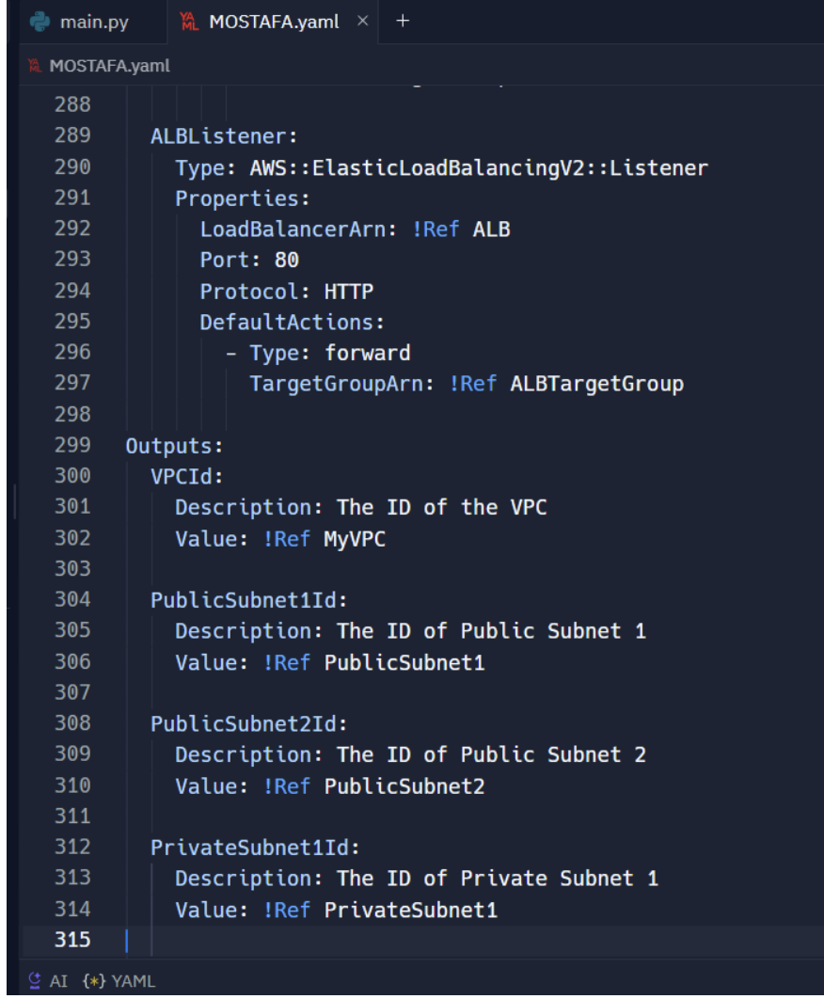 main.py
YAML MOSTAFA.yaml × +
YAML MOSTAFA.yaml
288
289 ALBListener:
290 Type: AWS::ElasticLoadBalancingV2::Listener
291 Properties:
292 LoadBalancerArn: !Ref ALB
293 Port: 80
294 Protocol: HTTP
295 DefaultActions:
296 - Type: forward
297 TargetGroupArn: !Ref ALBTargetGroup
298
299 Outputs:
300 VPCId:
301 Description: The ID of the VPC
302 Value: !Ref MyVPC
303
304 PublicSubnet1Id:
305 Description: The ID of Public Subnet 1
306 Value: !Ref PublicSubnet1
307
308 PublicSubnet2Id:
309 Description: The ID of Public Subnet 2
310 Value: !Ref PublicSubnet2
311
312 PrivateSubnet1Id:
313 Description: The ID of Private Subnet 1
314 Value: !Ref PrivateSubnet1
315
AI {*} YAML